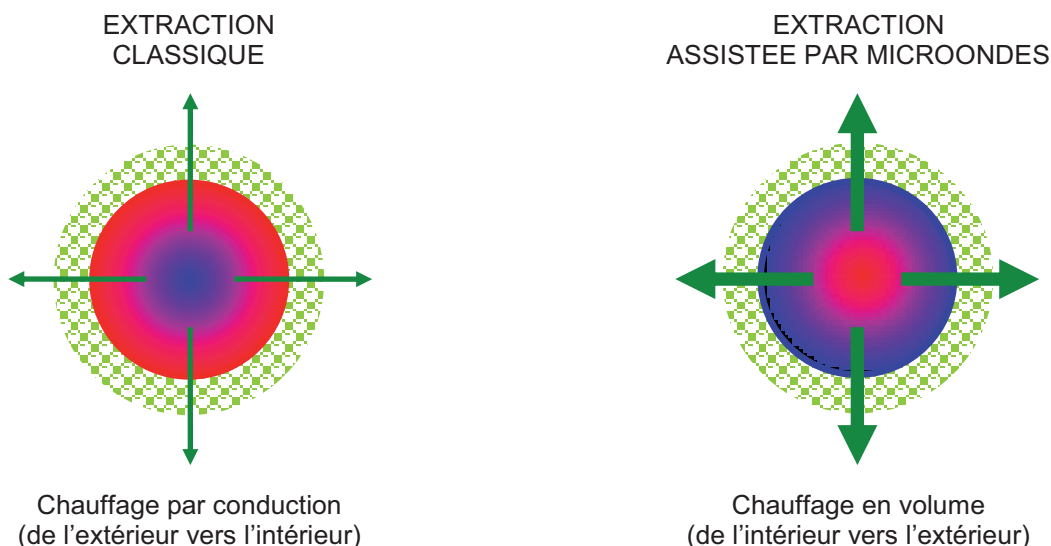 EXTRACTION
CLASSIQUE
EXTRACTION
ASSISTEE PAR MICROONDES
Chauffage par conduction
(de l’extérieur vers l’intérieur)
Chauffage en volume
(de l’intérieur vers l’extérieur)